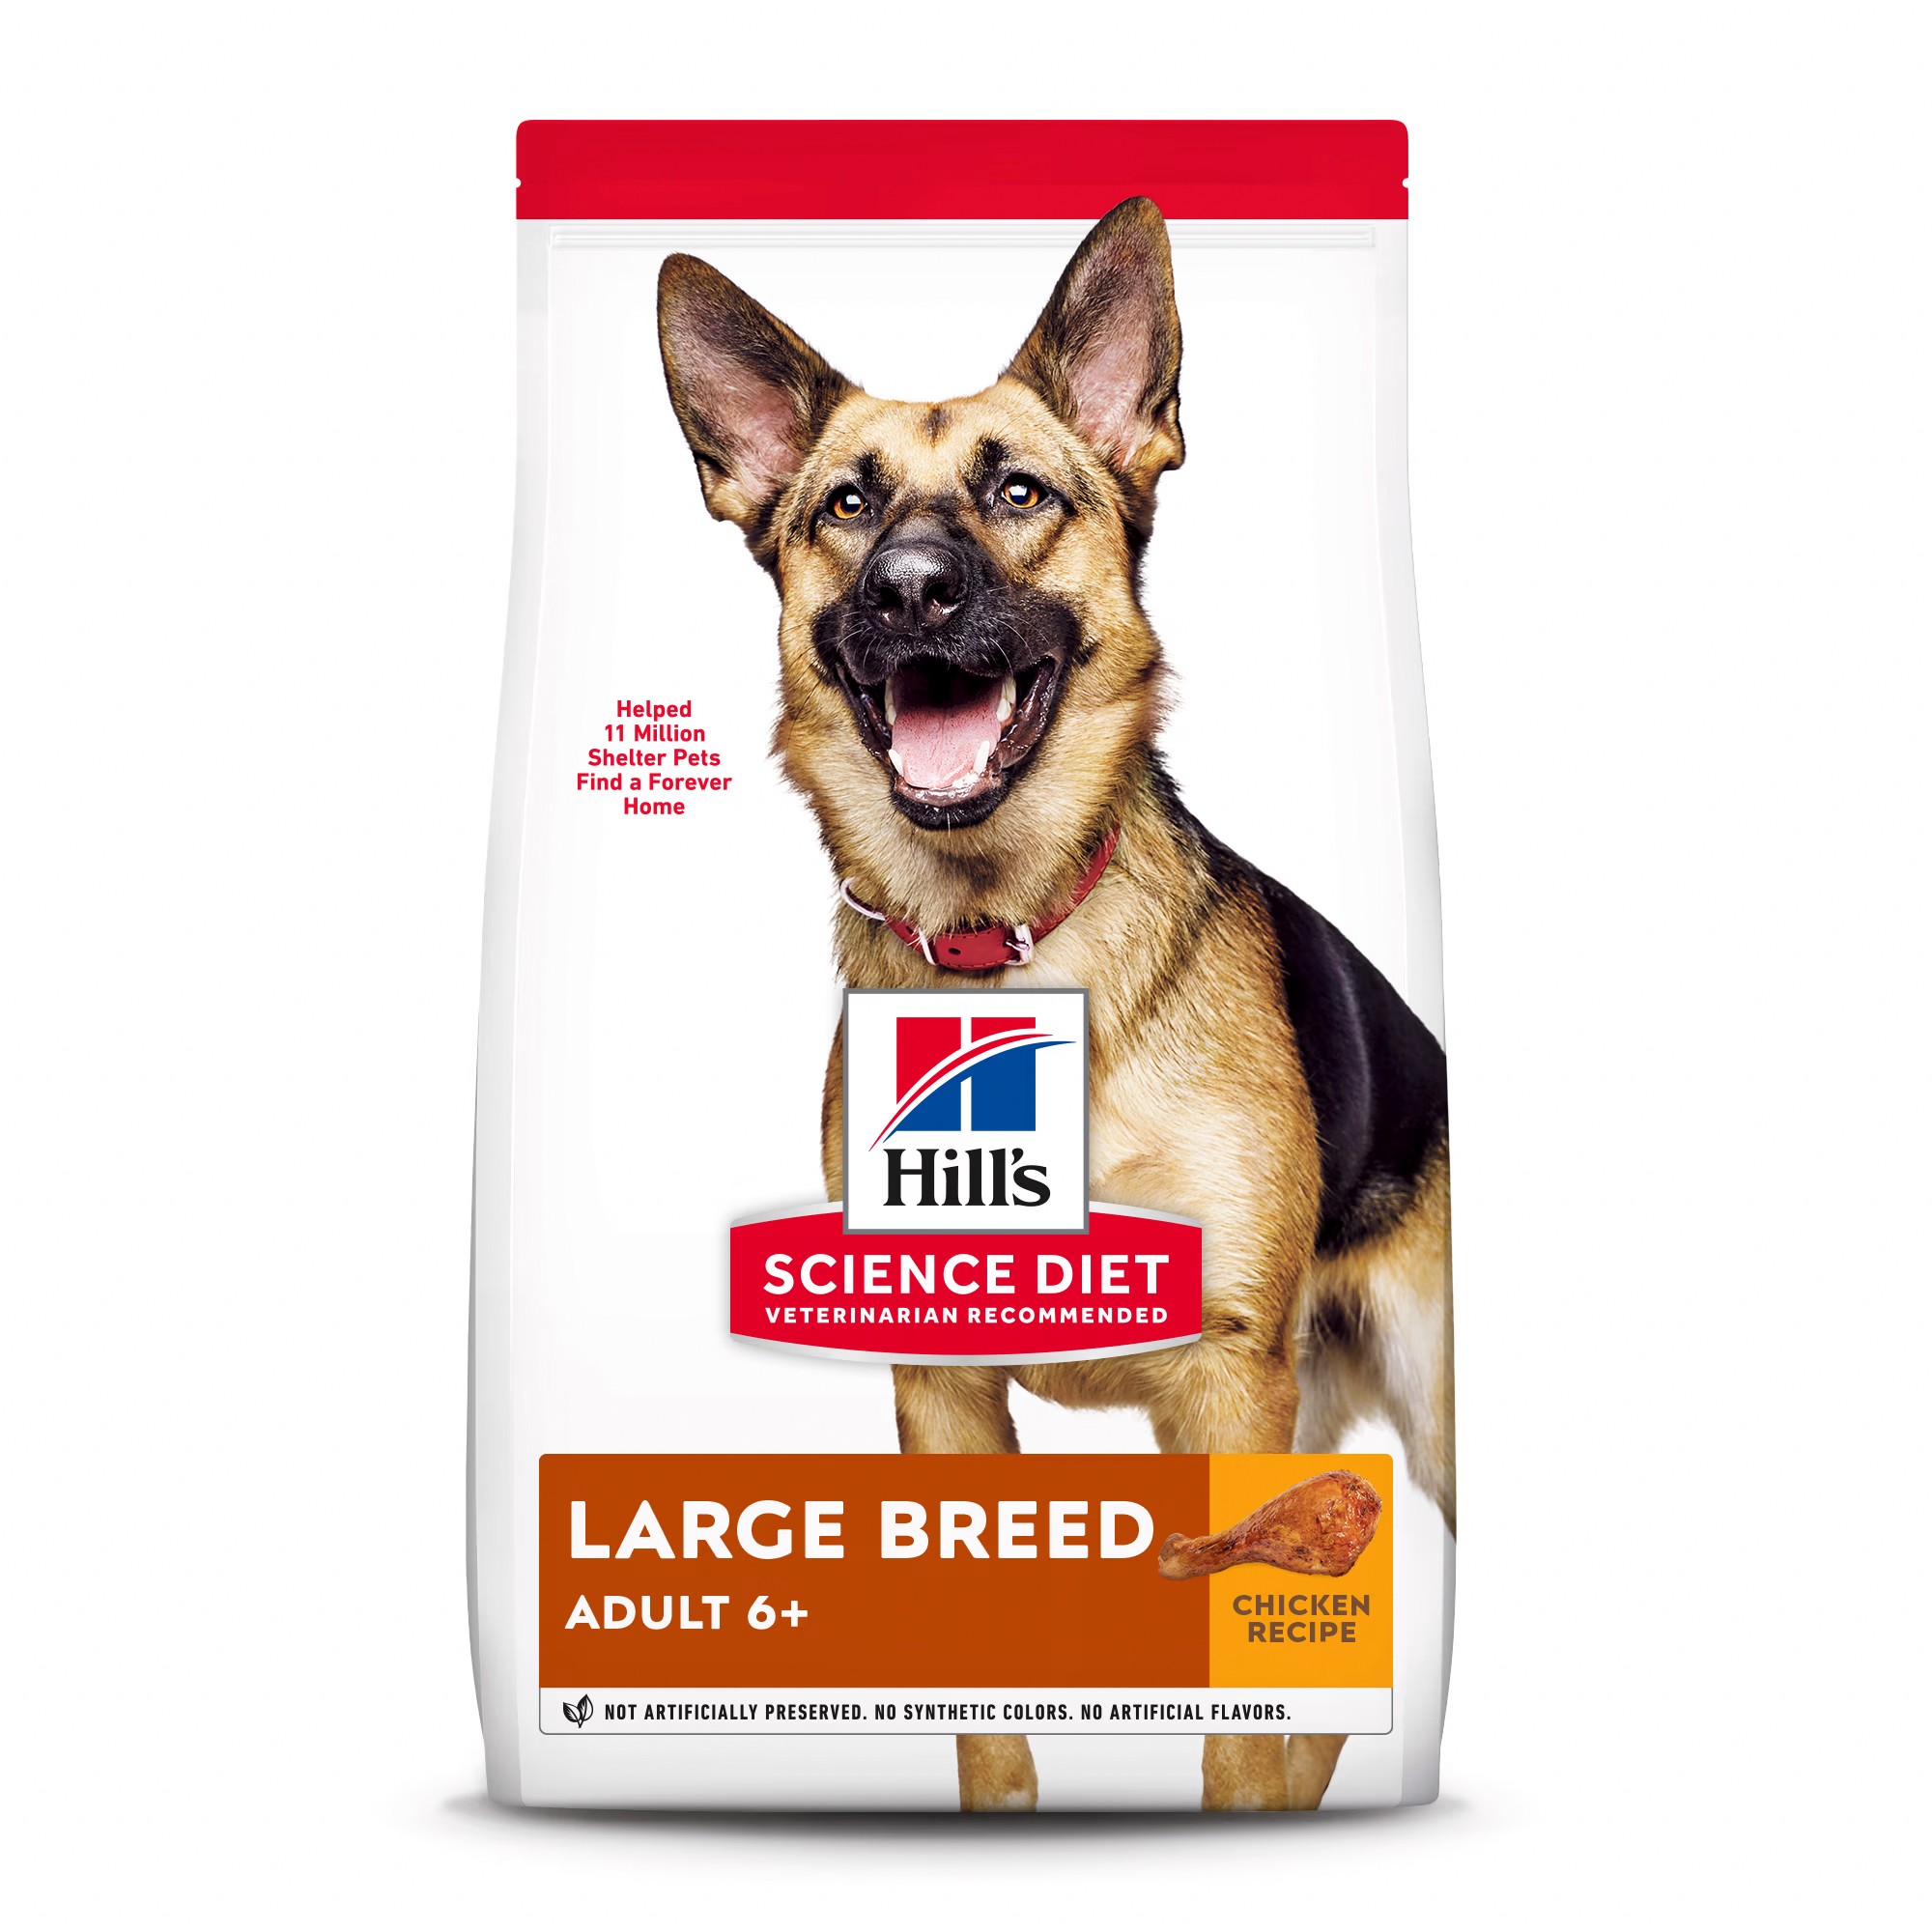 Helped
11 Million
Shelter Pets
Find a Forever
Home
Hill's
SCIENCE DIET
VETERINARIAN RECOMMENDED
LARGE BREED
ADULT 6+
CHICKEN
RECIPE
NOT ARTIFICIALLY PRESERVED. NO SYNTHETIC COLORS. NO ARTIFICIAL FLAVORS.